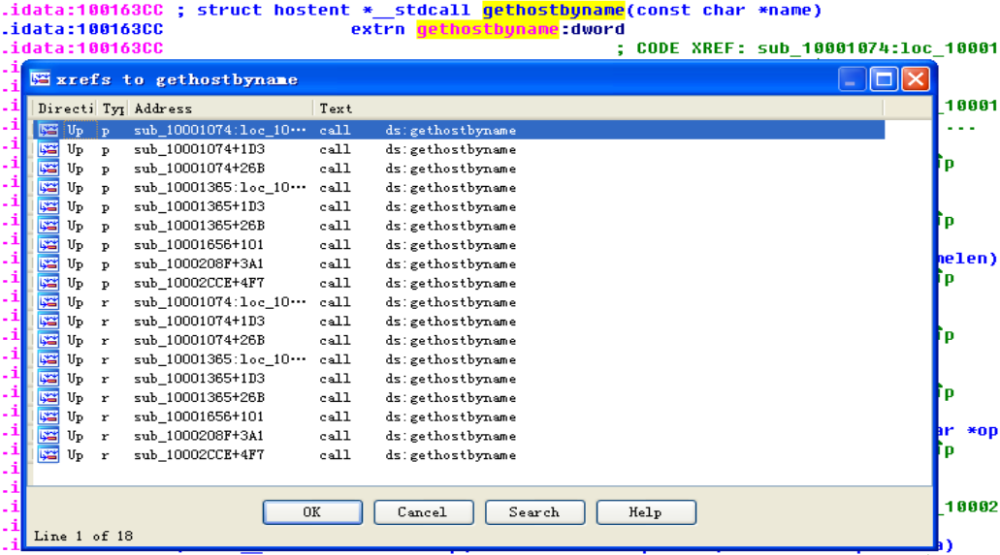 .idata:100163CC ; struct hostent *__stdcall gethostbyname(const char *name)
.idata:100163CC extrn gethostbyname:dword
.idata:100163CC ; CODE XREF: sub_10001074:loc_10001
xrefs to gethostbyname
Directi Typ Address Text
Up p sub_10001074:loc_10··· call ds:gethostbyname
Up p sub_10001074+1D3 call ds:gethostbyname
Up p sub_10001074+26B call ds:gethostbyname
Up p sub_10001365:loc_10··· call ds:gethostbyname
Up p sub_10001365+1D3 call ds:gethostbyname
Up p sub_10001365+26B call ds:gethostbyname
Up p sub_10001656+101 call ds:gethostbyname
Up p sub_1000208F+3A1 call ds:gethostbyname
Up p sub_10002CCE+4F7 call ds:gethostbyname
Up r sub_10001074:loc_10··· call ds:gethostbyname
Up r sub_10001074+1D3 call ds:gethostbyname
Up r sub_10001074+26B call ds:gethostbyname
Up r sub_10001365:loc_10··· call ds:gethostbyname
Up r sub_10001365+1D3 call ds:gethostbyname
Up r sub_10001365+26B call ds:gethostbyname
Up r sub_10001656+101 call ds:gethostbyname
Up r sub_1000208F+3A1 call ds:gethostbyname
Up r sub_10002CCE+4F7 call ds:gethostbyname
OK Cancel Search Help
Line 1 of 18
_10001
---
nelen)
ar *op
_10002